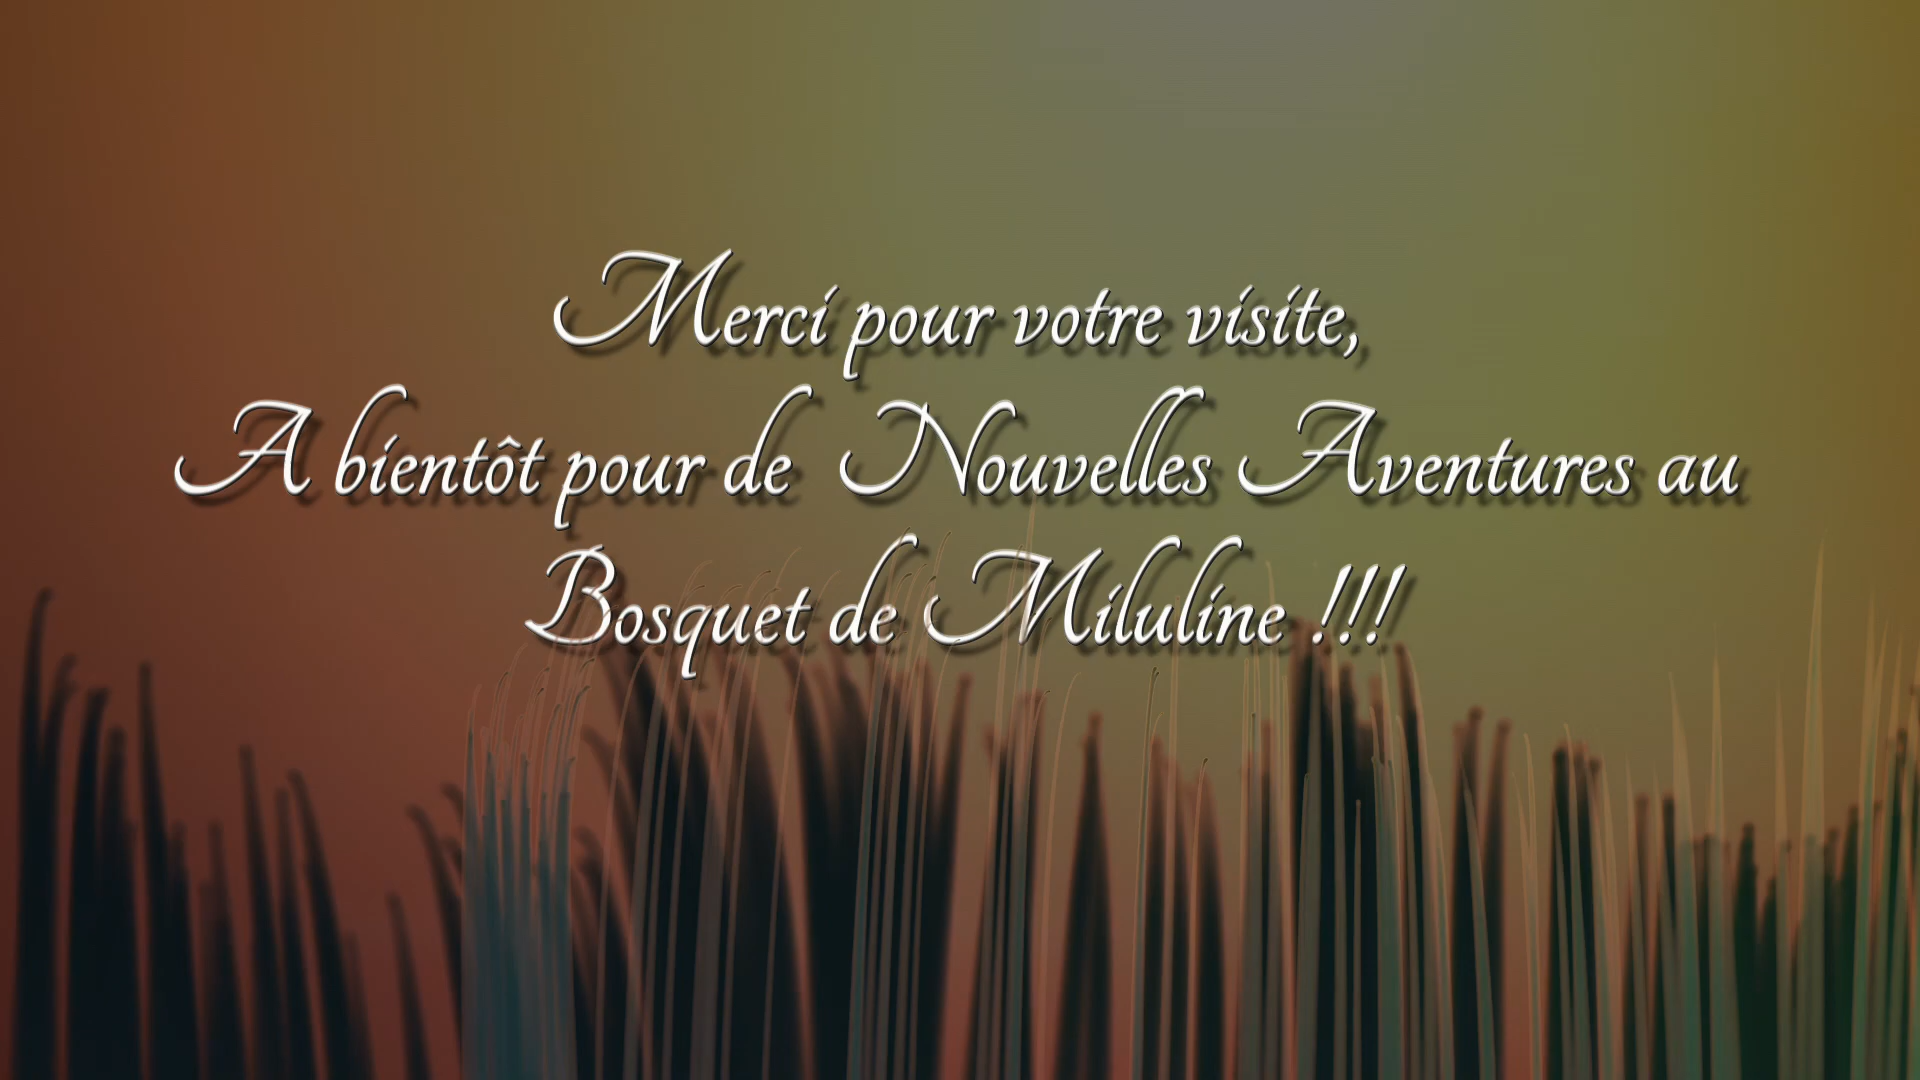 Merci pour votre visite,
A bientôt pour de Nouvelles Aventures au
Bosquet de Miluline !!!